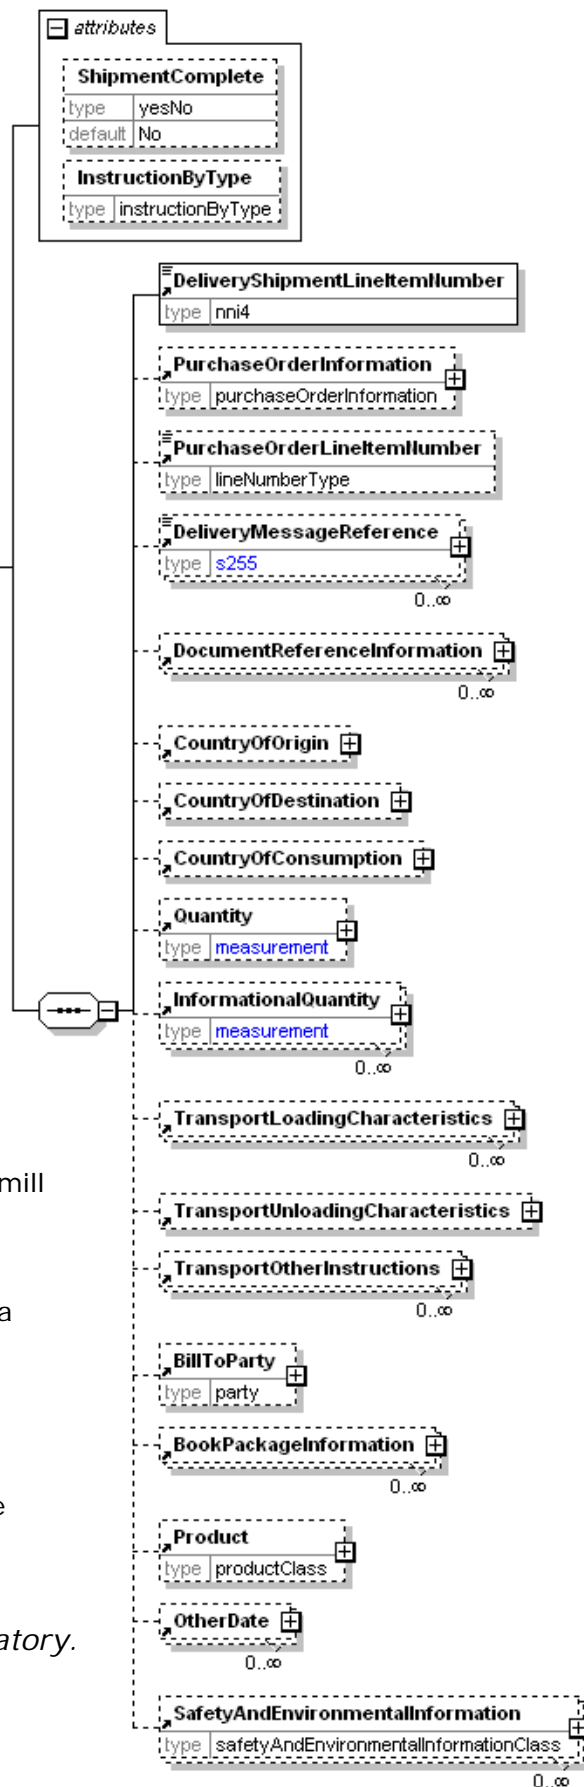 attributes
ShipmentComplete
type yesNo
default No
InstructionByType
type instructionByType
DeliveryShipmentLineItemNumber
type nni4
PurchaseOrderInformation
type purchaseOrderInformation
PurchaseOrderLineItemNumber
type lineNumberType
DeliveryMessageReference
type s255
0..∞
DocumentReferenceInformation
0..∞
CountryOfOrigin
CountryOfDestination
CountryOfConsumption
Quantity
type measurement
InformationalQuantity
type measurement
0..∞
TransportLoadingCharacteristics
0..∞
mill
TransportUnloadingCharacteristics
TransportOtherInstructions
0..∞
a
BillToParty
type party
BookPackageInformation
0..∞
e
Product
type productClass
OtherDate
atory.
0..∞
SafetyAndEnvironmentalInformation
type safetyAndEnvironmentalInformationClass
0..∞